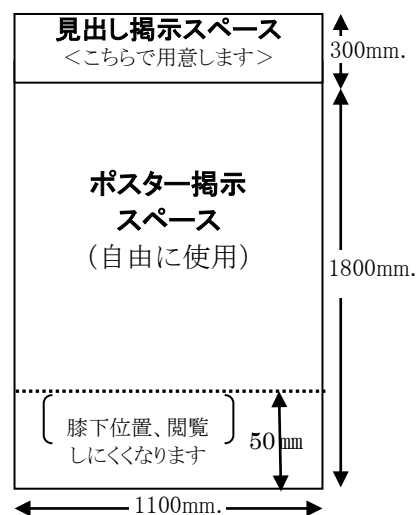 見出し掲示スペース
＜こちらで用意します＞
300mm.
ポスター掲示
スペース
（自由に使用）
1800mm.
膝下位置、閲覧
しにくくなります
50㎜
1100mm.